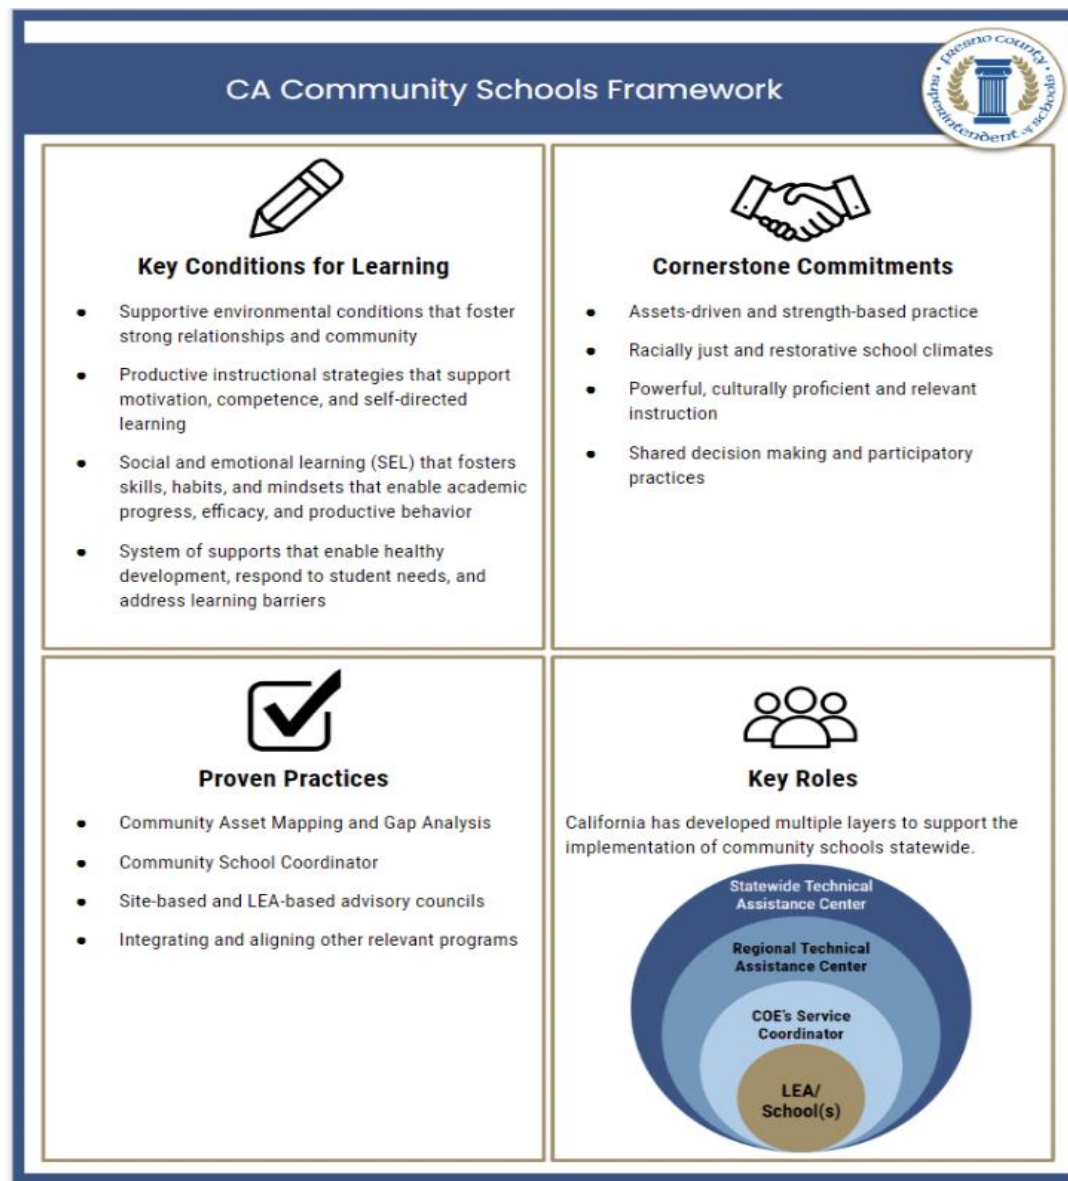 CA Community Schools Framework
Fresno County
Superintendent of Schools
Key Conditions for Learning
● Supportive environmental conditions that foster
strong relationships and community
● Productive instructional strategies that support
motivation, competence, and self-directed
learning
● Social and emotional learning (SEL) that fosters
skills, habits, and mindsets that enable academic
progress, efficacy, and productive behavior
● System of supports that enable healthy
development, respond to student needs, and
address learning barriers
Cornerstone Commitments
● Assets-driven and strength-based practice
● Racially just and restorative school climates
● Powerful, culturally proficient and relevant
instruction
● Shared decision making and participatory
practices
Proven Practices
● Community Asset Mapping and Gap Analysis
● Community School Coordinator
● Site-based and LEA-based advisory councils
● Integrating and aligning other relevant programs
Key Roles
California has developed multiple layers to support the
implementation of community schools statewide.
Statewide Technical
Assistance Center
Regional Technical
Assistance Center
COE's Service
Coordinator
LEA/
School(s)